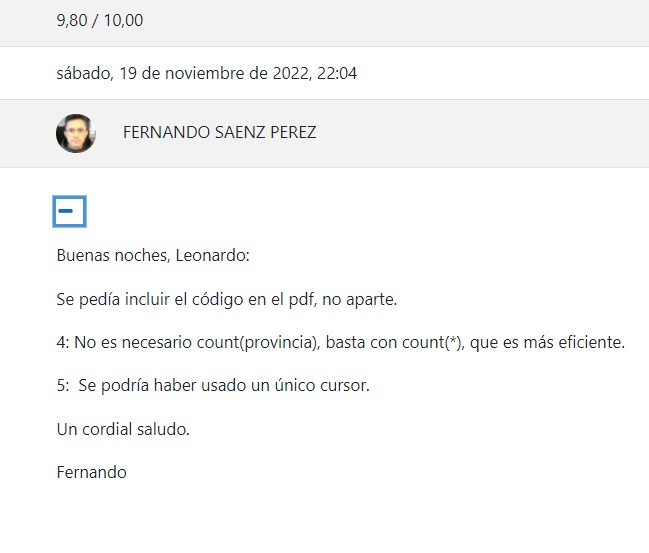 9,80 / 10,00
sábado, 19 de noviembre de 2022, 22:04
FERNANDO SAENZ PEREZ
Buenas noches, Leonardo:
Se pedía incluir el código en el pdf, no aparte.
4: No es necesario count(provincia), basta con count(*), que es más eficiente.
5:  Se podría haber usado un único cursor.
Un cordial saludo.
Fernando